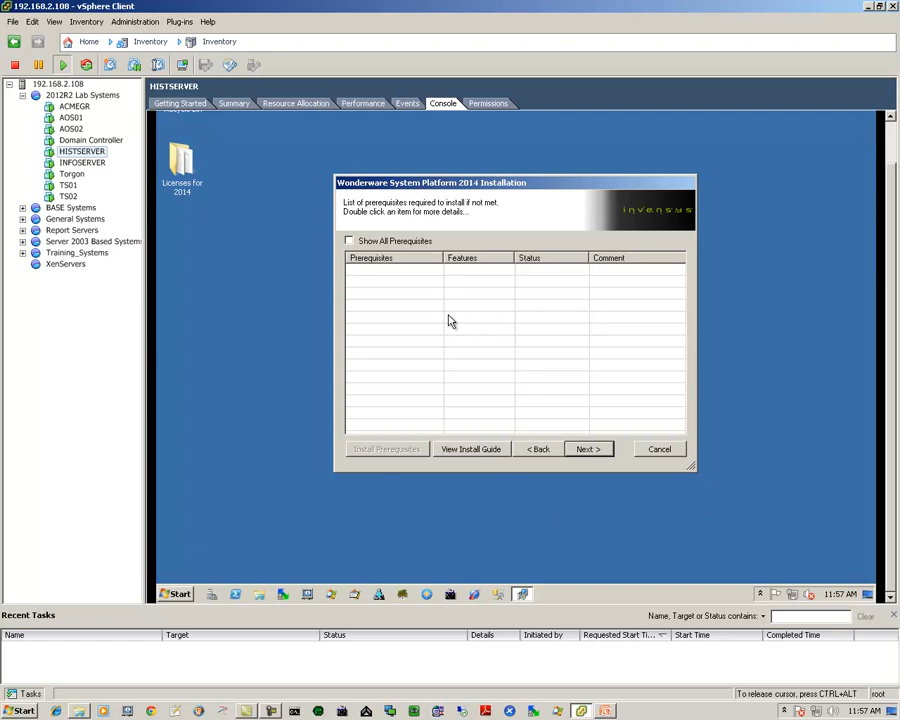 192.168.2.108 - vSphere Client
File Edit View Inventory Administration Plug-ins Help
Home Inventory Inventory
192.168.2.108
2012R2 Lab Systems
ACMEGR
AOS01
AOS02
Domain Controller
HISTSERVER
INFOSERVER
Torgon
TS01
TS02
BASE Systems
General Systems
Report Servers
Server 2003 Based Systems
Training_Systems
XenServers
HISTSERVER
Getting Started Summary Resource Allocation Performance Events Console Permissions
Licenses for
2014
Wonderware System Platform 2014 Installation
List of prerequisites required to install if not met.
Double click an item for more details...
invensys
Show All Prerequisites
Prerequisites Features Status Comment
Install Prerequisites View Install Guide < Back Next > Cancel
Start 11:57 AM
Recent Tasks Name, Target or Status contains: Clear
Name Target Status Details Initiated by Requested Start Ti... Start Time Completed Time
Tasks To release cursor, press CTRL+ALT root
Start 11:57 AM